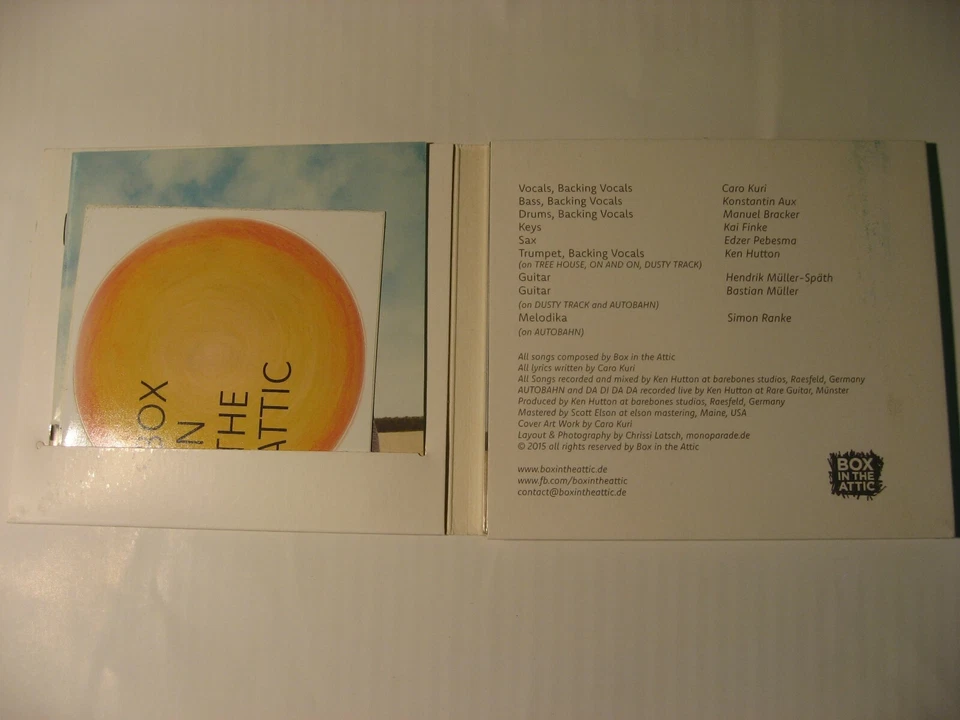 BOX
IN
THE
ATTIC
Vocals, Backing Vocals Caro Kuri
Bass, Backing Vocals Konstantin Aux
Drums, Backing Vocals Manuel Bracker
Keys Kai Finke
Sax Edzer Pebesma
Trumpet, Backing Vocals Ken Hutton
(on TREE HOUSE, ON AND ON, DUSTY TRACK)
Guitar Hendrik Müller-Späth
Guitar Bastian Müller
(on DUSTY TRACK and AUTOBAHN)
Melodika Simon Ranke
(on AUTOBAHN)
All songs composed by Box in the Attic
All lyrics written by Caro Kuri
All Songs recorded and mixed by Ken Hutton at barebones studios, Raesfeld, Germany
AUTOBAHN and DA DI DA DA recorded live by Ken Hutton at Rare Guitar, Münster
Produced by Ken Hutton at barebones studios, Raesfeld, Germany
Mastered by Scott Elson at elson mastering, Maine, USA
Cover Art Work by Caro Kuri
Layout & Photography by Chrissi Latsch, monoparade.de
© 2015 all rights reserved by Box in the Attic
www.boxintheattic.de
www.fb.com/boxintheattic
contact@boxintheattic.de
BOX
IN THE
ATTIC